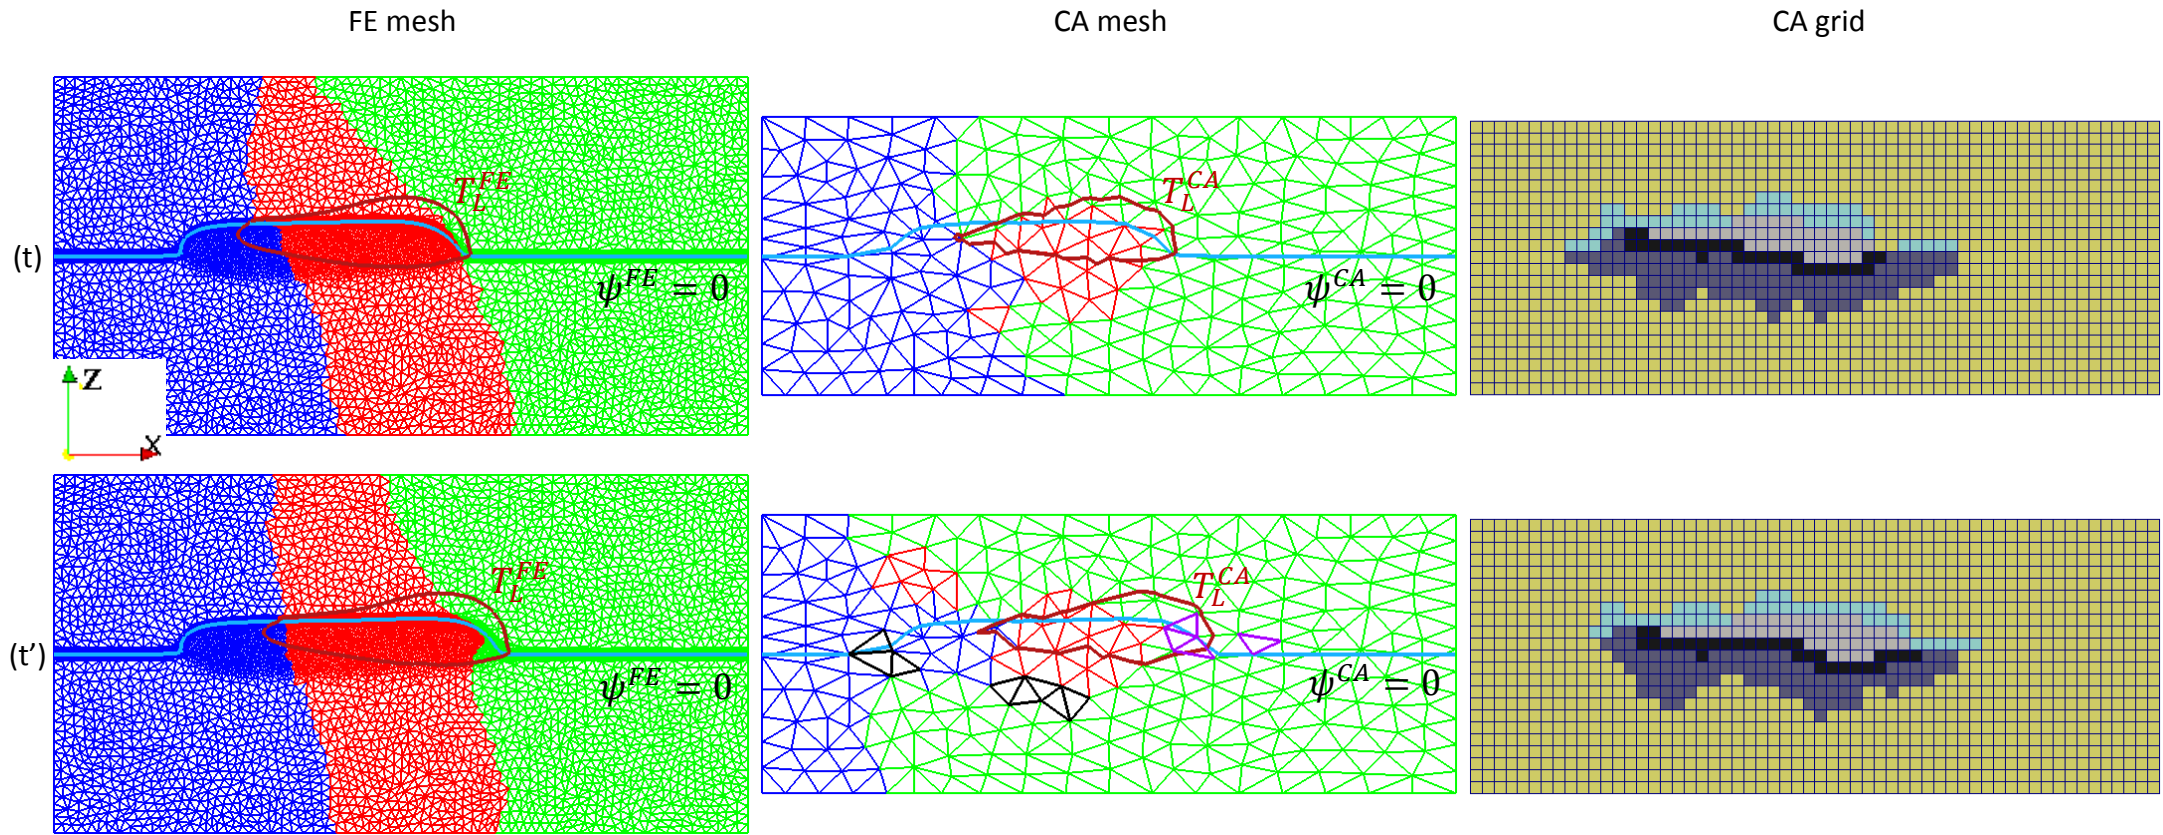 FE mesh CA mesh CA grid
T_L^{FE} T_L^{CA}
(t)
ψ^{FE} = 0 ψ^{CA} = 0
Z
X
T_L^{FE} T_L^{CA}
(t’)
ψ^{FE} = 0 ψ^{CA} = 0